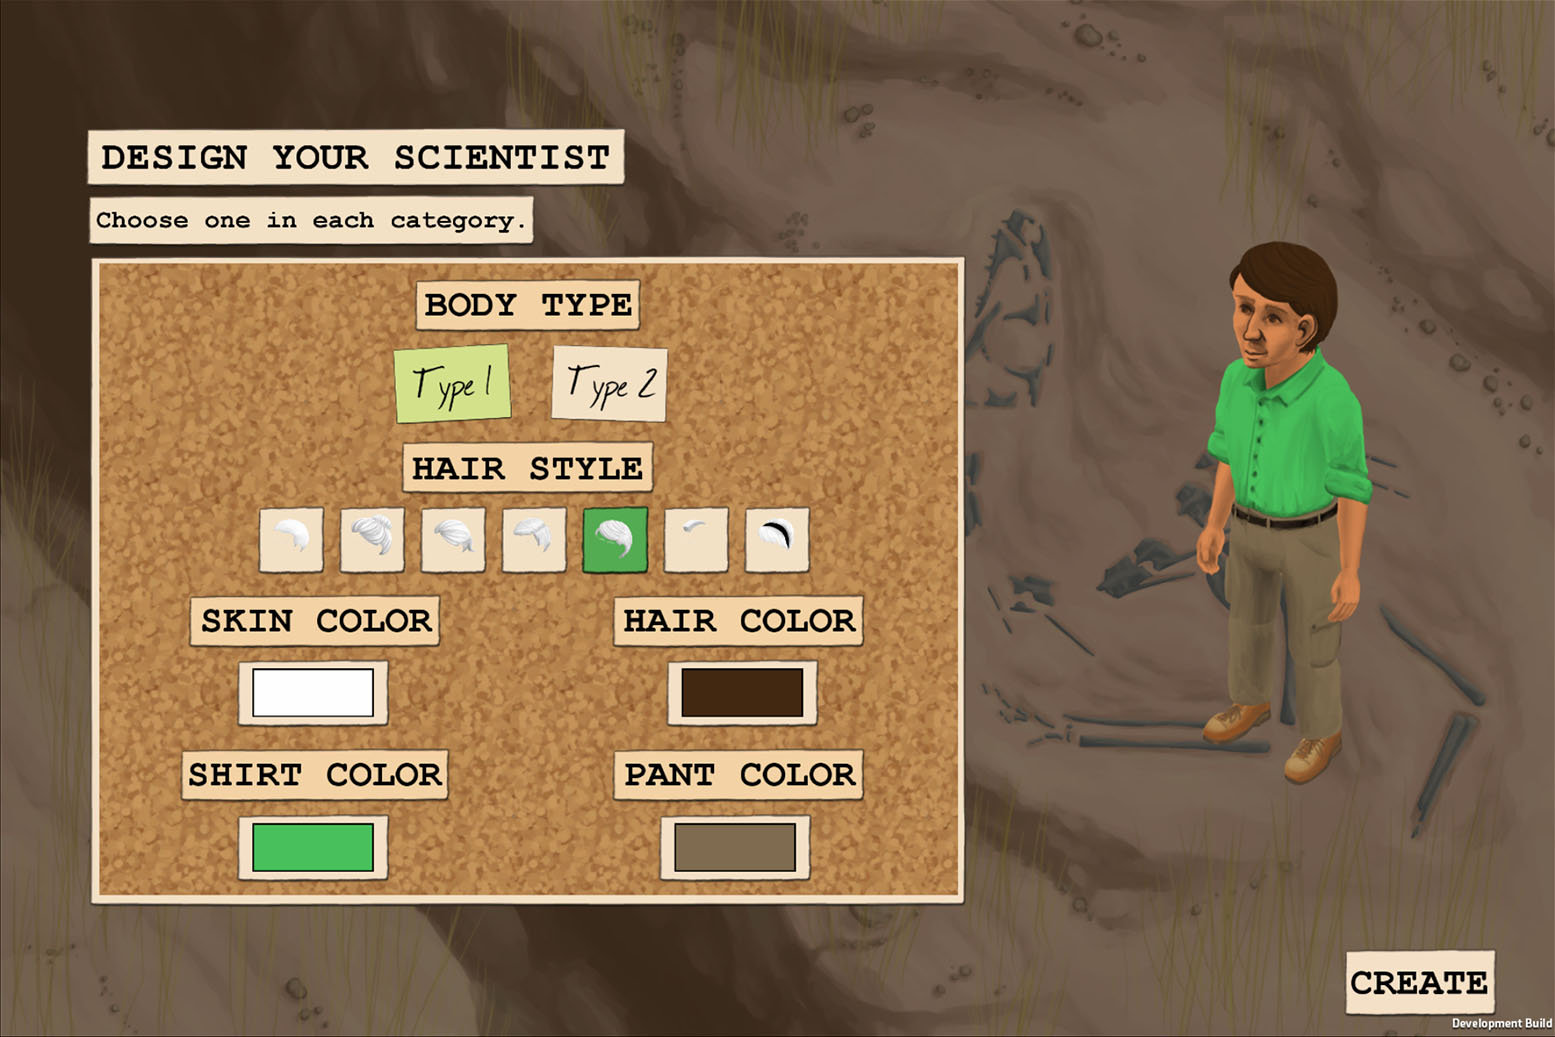 DESIGN YOUR SCIENTIST
Choose one in each category.
BODY TYPE
Type 1
Type 2
HAIR STYLE
SKIN COLOR
HAIR COLOR
SHIRT COLOR
PANT COLOR
CREATE
Development Build